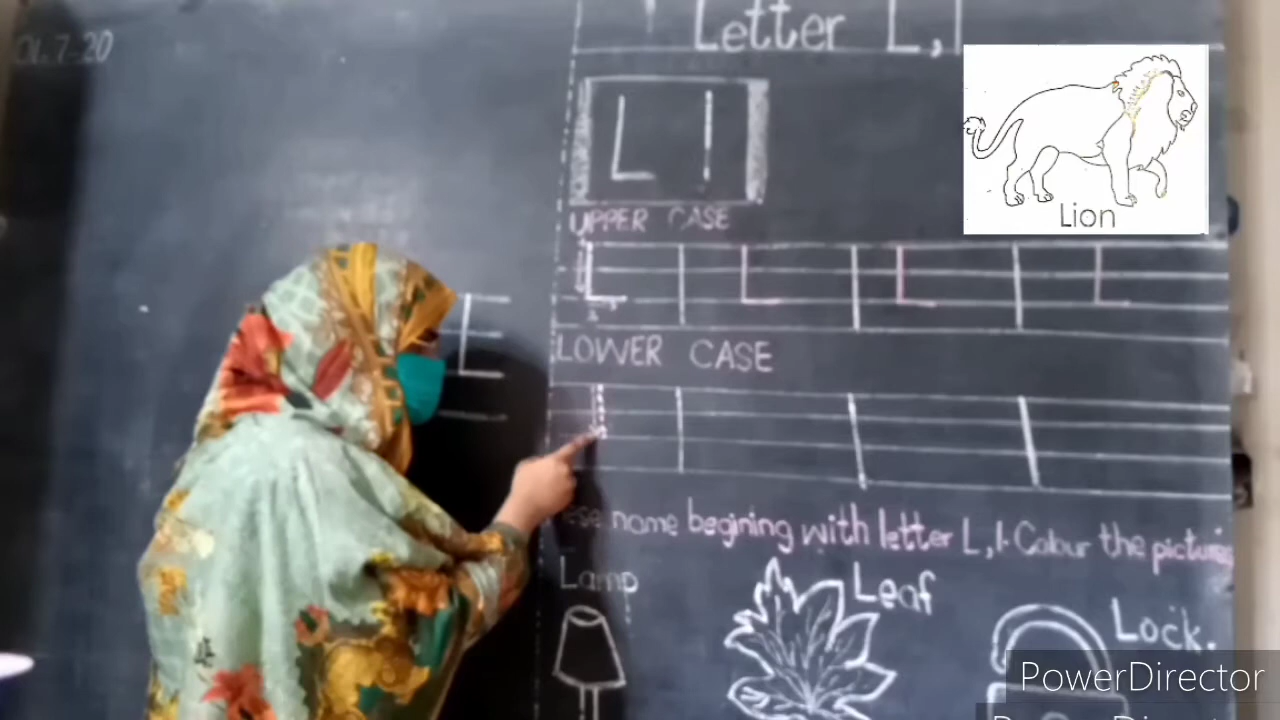 01.7-20
Letter L,l
L l
Lion
UPPER CASE
L L L L
L
LOWER CASE
l
name begining with letter L,l. Colour the pictures
Lamp
Leaf
Lock.
PowerDirector